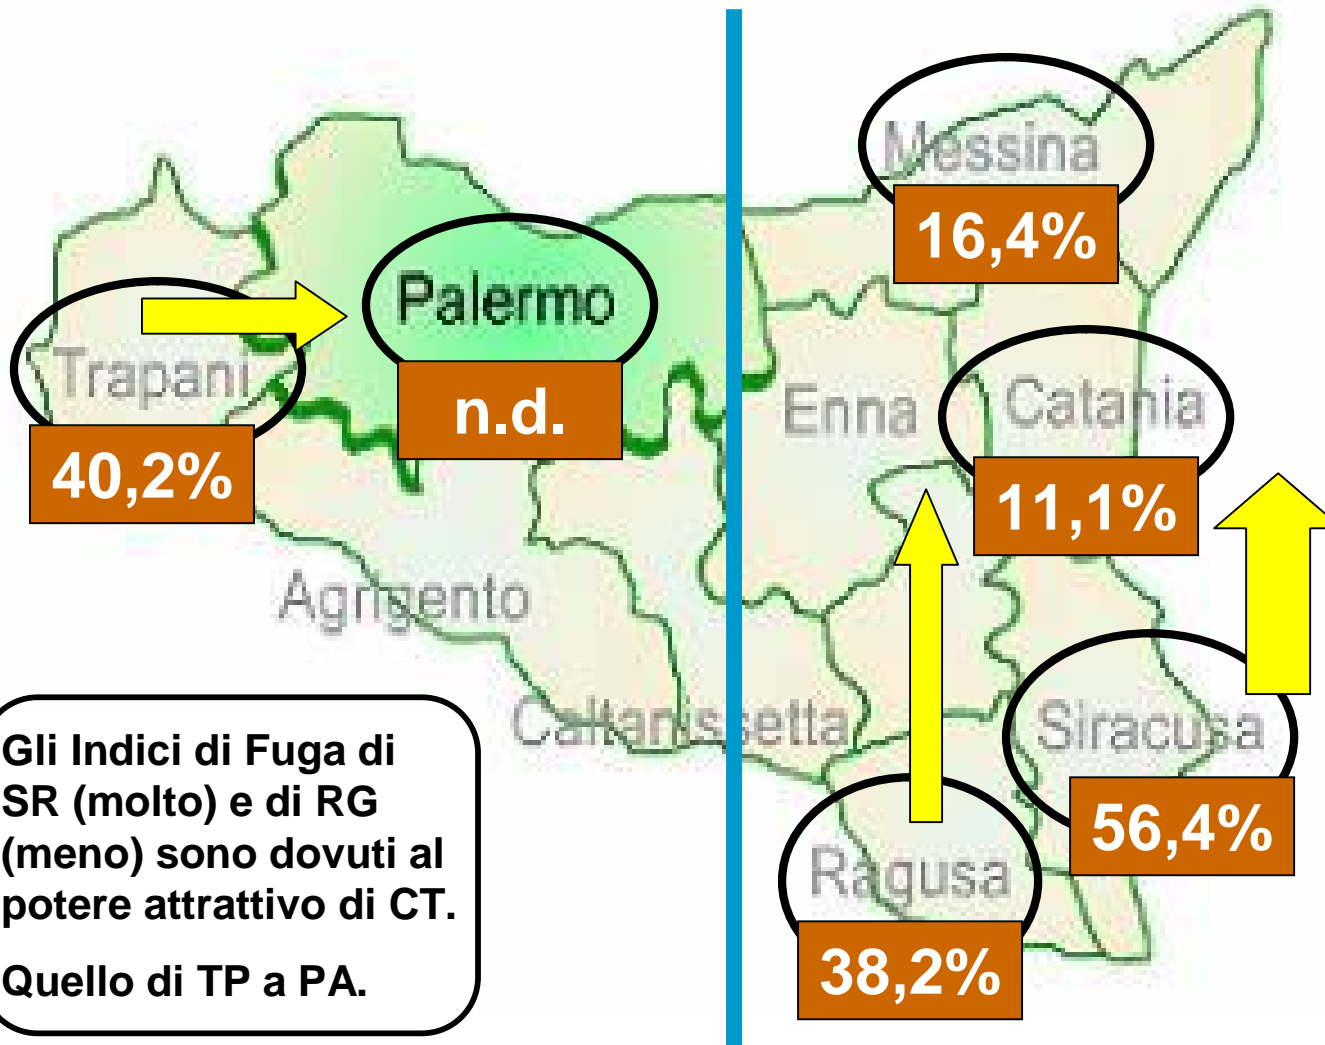 Messina
16,4%
Palermo
n.d.
Trapani
40,2%
Enna
Catania
11,1%
Agrigento
Caltanissetta
Siracusa
56,4%
Ragusa
38,2%
Gli Indici di Fuga di
SR (molto) e di RG
(meno) sono dovuti al
potere attrattivo di CT.
Quello di TP a PA.